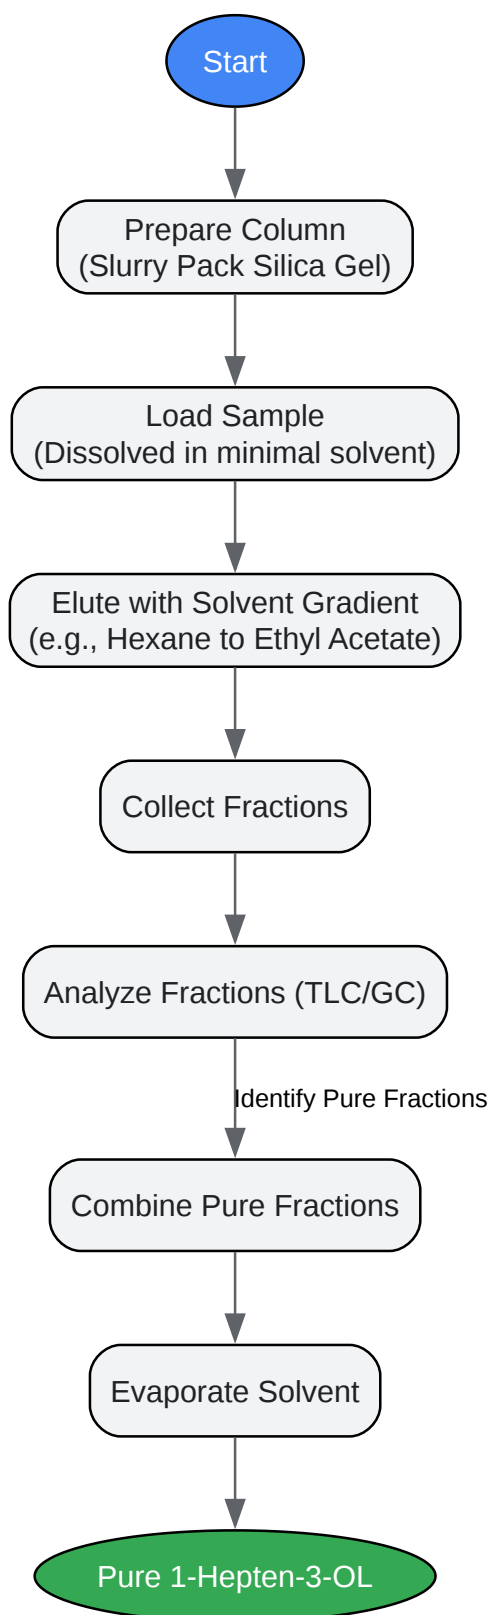 Start
Prepare Column
(Slurry Pack Silica Gel)
Load Sample
(Dissolved in minimal solvent)
Elute with Solvent Gradient
(e.g., Hexane to Ethyl Acetate)
Collect Fractions
Analyze Fractions (TLC/GC)
Identify Pure Fractions
Combine Pure Fractions
Evaporate Solvent
Pure 1-Hepten-3-OL